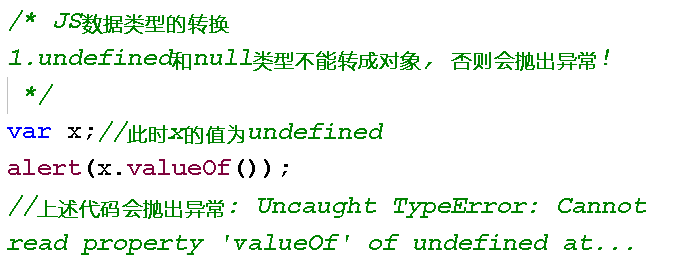 /* JS数据类型的转换
1.undefined和null类型不能转成对象, 否则会抛出异常!
*/
var x;//此时x的值为undefined
alert(x.valueOf());
//上述代码会抛出异常: Uncaught TypeError: Cannot
read property 'valueOf' of undefined at...